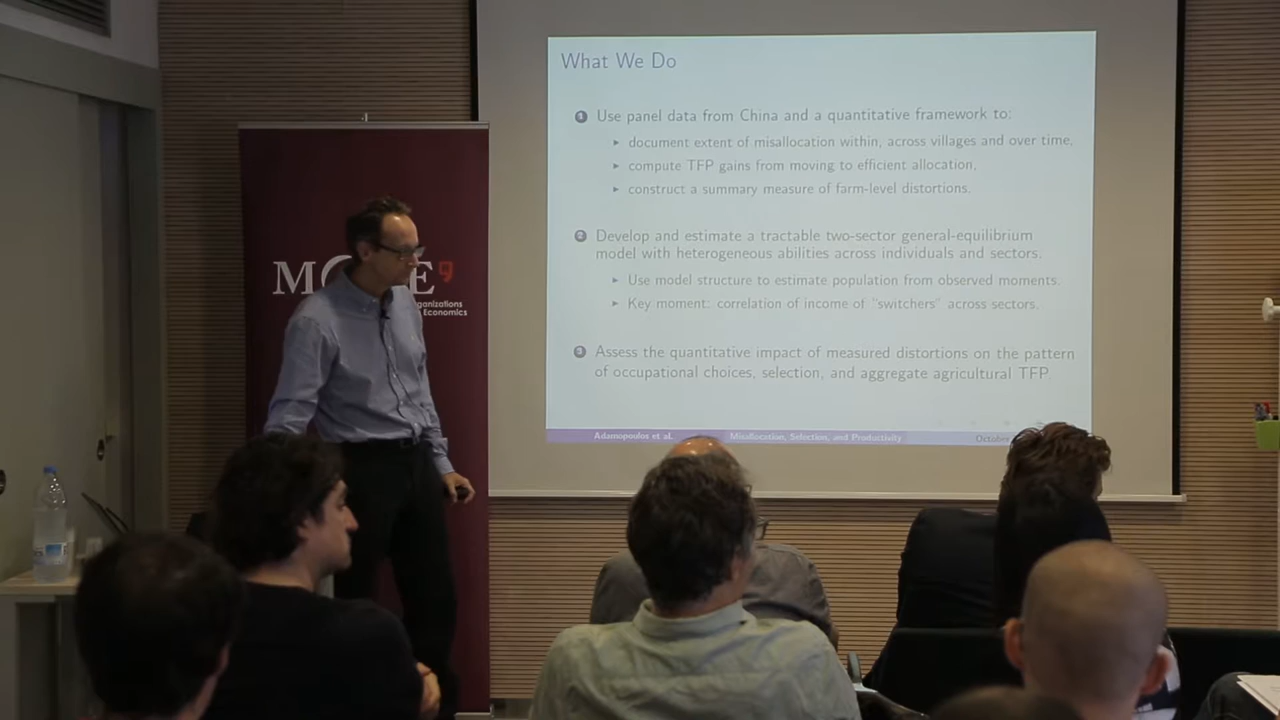 What We Do
1 Use panel data from China and a quantitative framework to:
▸ document extent of misallocation within, across villages and over time,
▸ compute TFP gains from moving to efficient allocation,
▸ construct a summary measure of farm-level distortions.
2 Develop and estimate a tractable two-sector general-equilibrium
model with heterogeneous abilities across individuals and sectors.
▸ Use model structure to estimate population from observed moments.
▸ Key moment: correlation of income of "switchers" across sectors.
3 Assess the quantitative impact of measured distortions on the pattern
of occupational choices, selection, and aggregate agricultural TFP.
Adamopoulos et al. Misallocation, Selection, and Productivity October
M E
ganizations
Economics